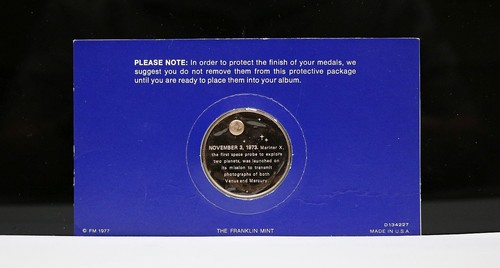 PLEASE NOTE: In order to protect the finish of your medals, we
suggest you do not remove them from this protective package
until you are ready to place them into your album.
NOVEMBER 3, 1973. Mariner X,
the first space probe to explore
two planets, was launched on
its mission to transmit
photographs of both
Venus and Mercury.
© FM 1977
THE FRANKLIN MINT
D134227
MADE IN U.S.A.